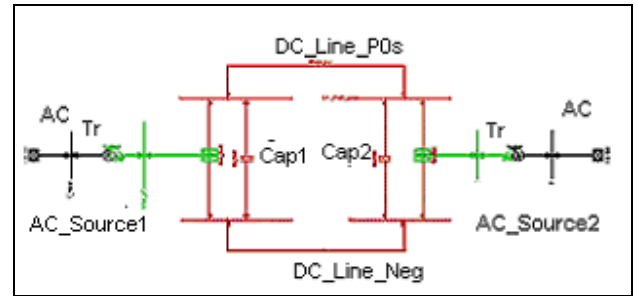 DC_Line_P0s
AC
Tr
Cap1
Cap2
Tr
AC
AC_Source1
AC_Source2
DC_Line_Neg